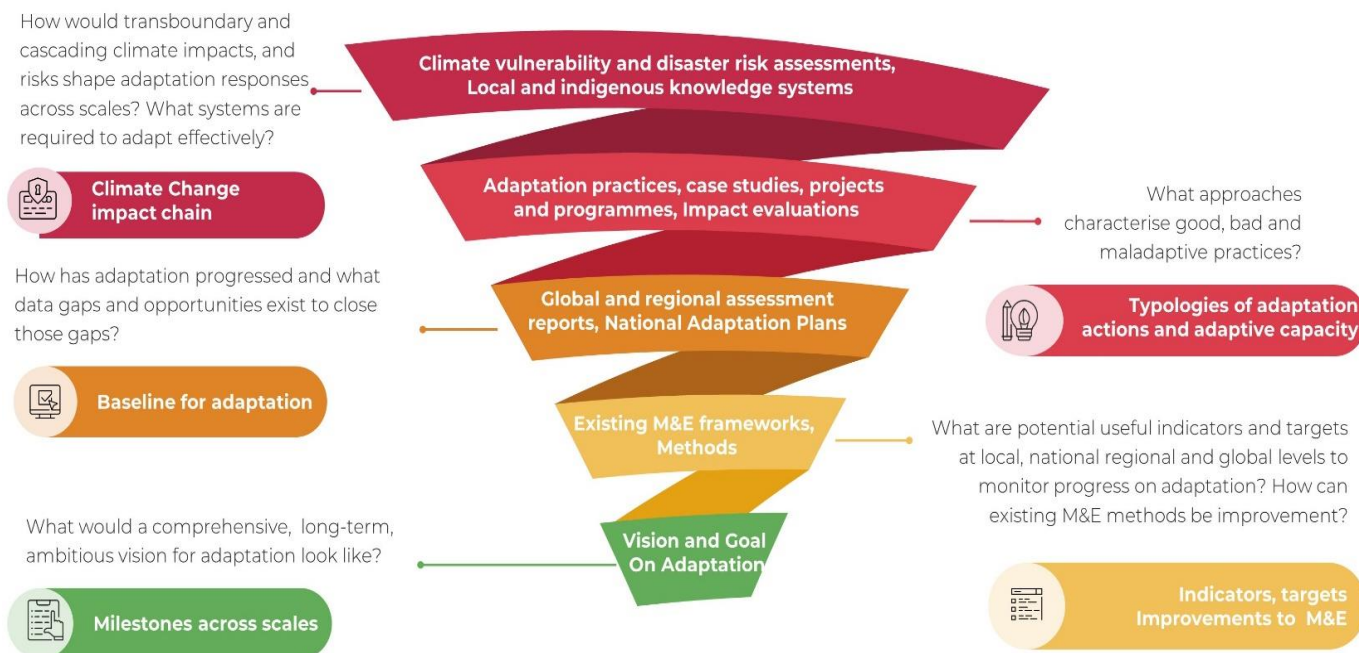 How would transboundary and
cascading climate impacts, and
risks shape adaptation responses
across scales? What systems are
required to adapt effectively?
Climate Change
impact chain
Climate vulnerability and disaster risk assessments,
Local and indigenous knowledge systems
Adaptation practices, case studies, projects
and programmes, Impact evaluations
What approaches
characterise good, bad and
maladaptive practices?
Typologies of adaptation
actions and adaptive capacity
How has adaptation progressed and what
data gaps and opportunities exist to close
those gaps?
Baseline for adaptation
Global and regional assessment
reports, National Adaptation Plans
Existing M&E frameworks,
Methods
What are potential useful indicators and targets
at local, national regional and global levels to
monitor progress on adaptation? How can
existing M&E methods be improvement?
Indicators, targets
Improvements to M&E
What would a comprehensive, long-term,
ambitious vision for adaptation look like?
Milestones across scales
Vision and Goal
On Adaptation